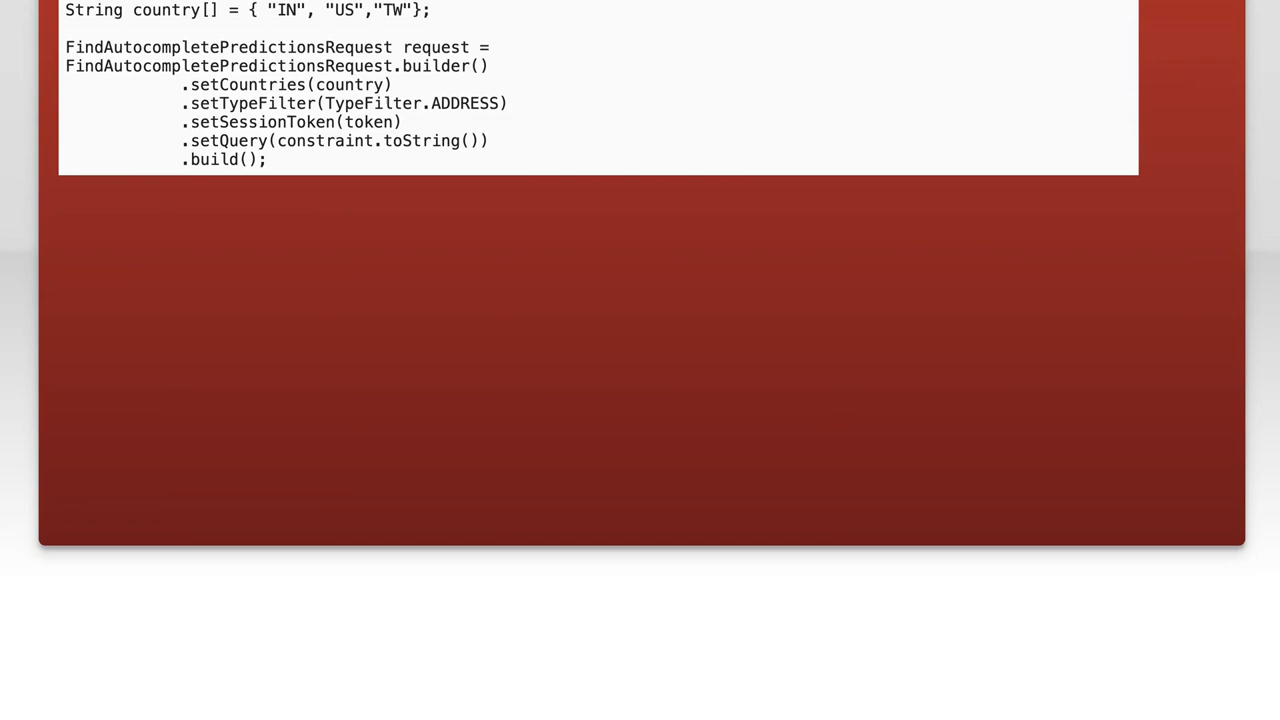 String country[] = { "IN", "US","TW"};
FindAutocompletePredictionsRequest request =
FindAutocompletePredictionsRequest.builder()
.setCountries(country)
.setTypeFilter(TypeFilter.ADDRESS)
.setSessionToken(token)
.setQuery(constraint.toString())
.build();